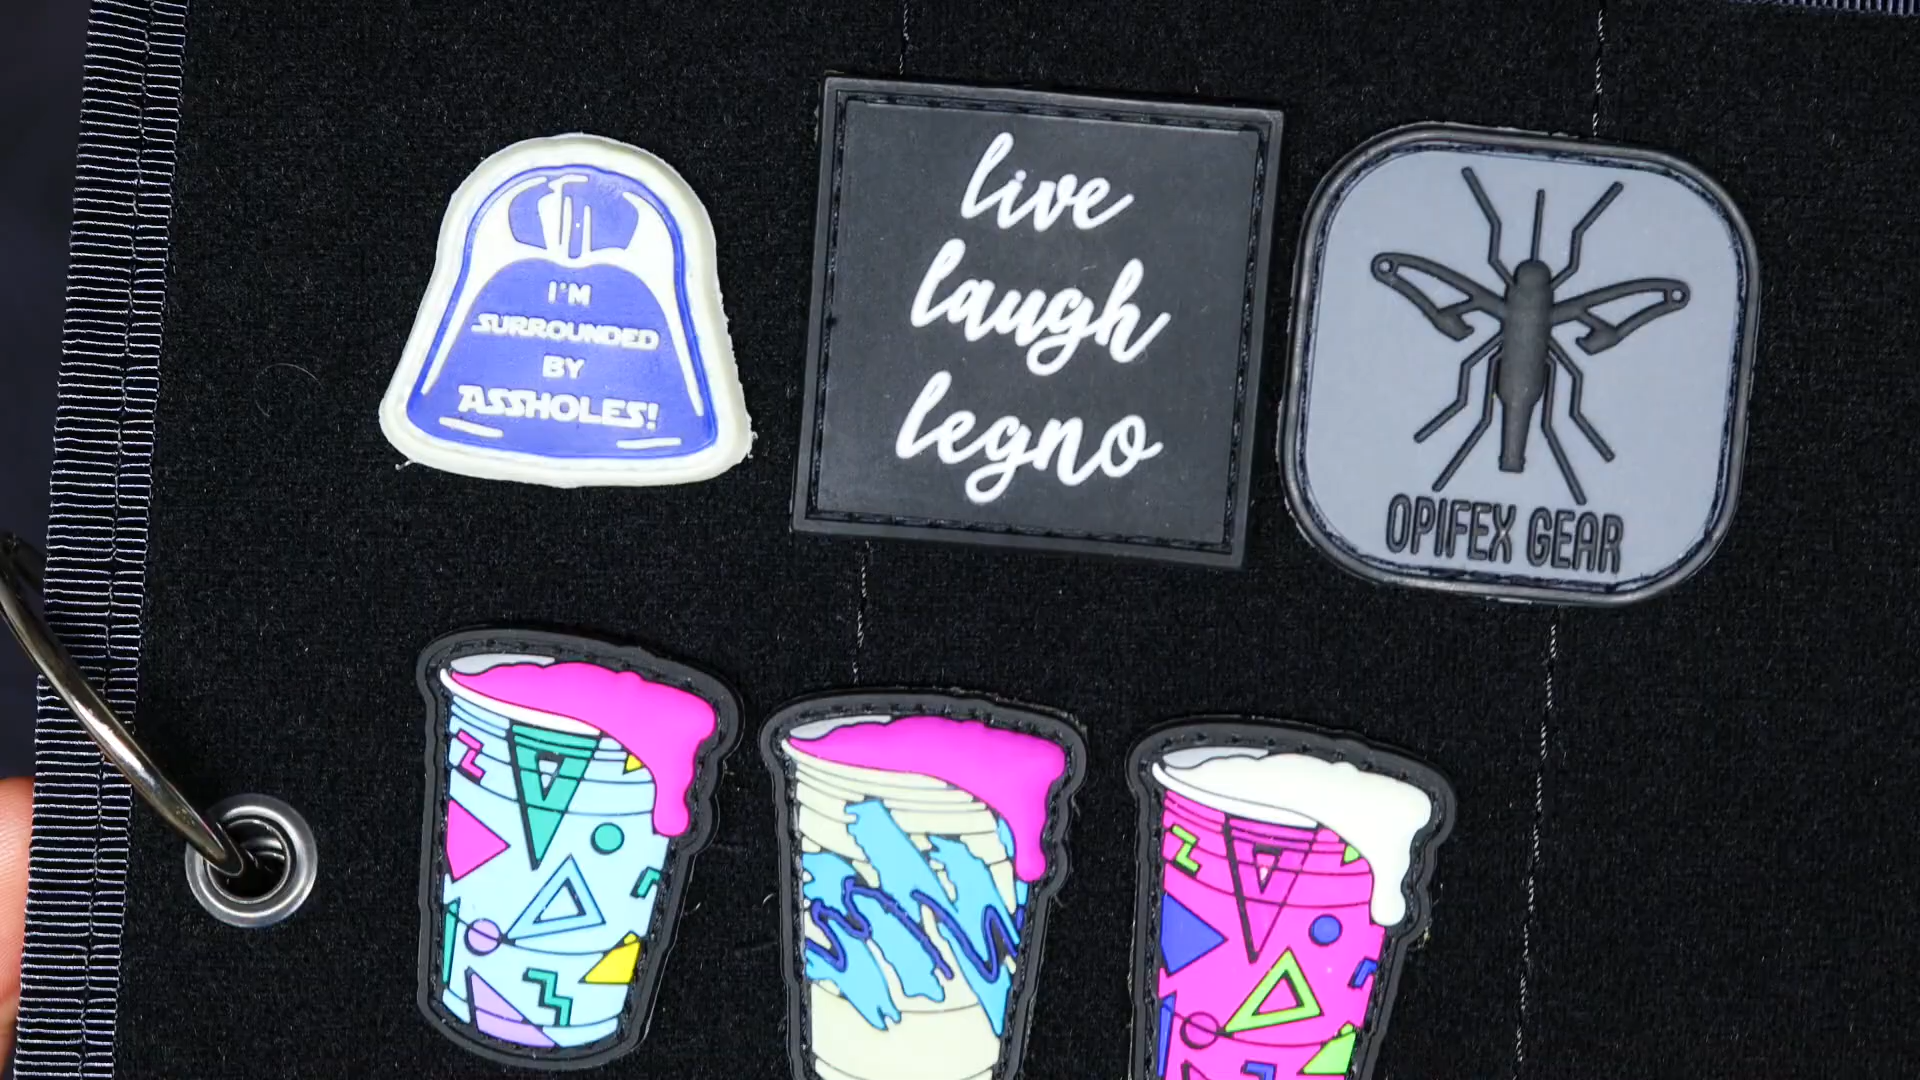 I'M
SURROUNDED
BY
ASSHOLES!
live
laugh
legno
OPIFEX GEAR